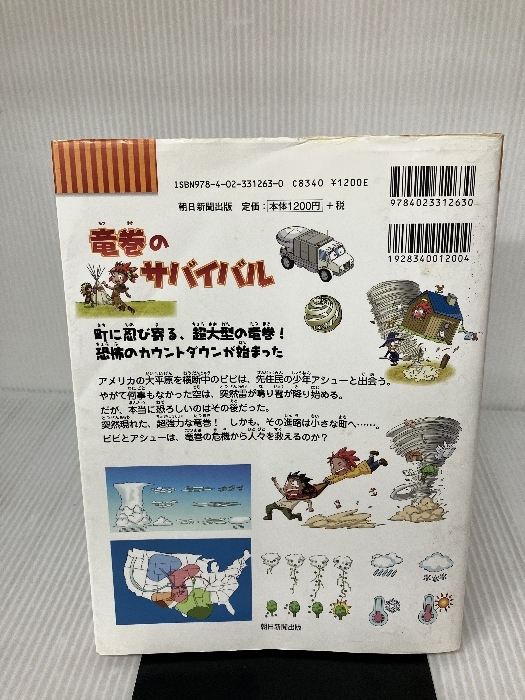 ISBN978-4-02-331263-0 C8340 ¥1200E
朝日新聞出版 定価:本体1200円 +税
9784023312630
1928340012004
竜巻の
サバイバル
町に忍び寄る、超大型の竜巻!
恐怖のカウントダウンが始まった
アメリカの大平原を横断中のピピは、先住民の少年アシューと出会う。
やがて何事もなかった空は、突然雷が鳴り雹が降り始める。
だが、本当に恐ろしいのはその後だった。
突然現れた、超強力な竜巻! しかも、その進路は小さな町へ……。
ピピとアシューは、竜巻の危機から人々を救えるのか?
朝日新聞出版